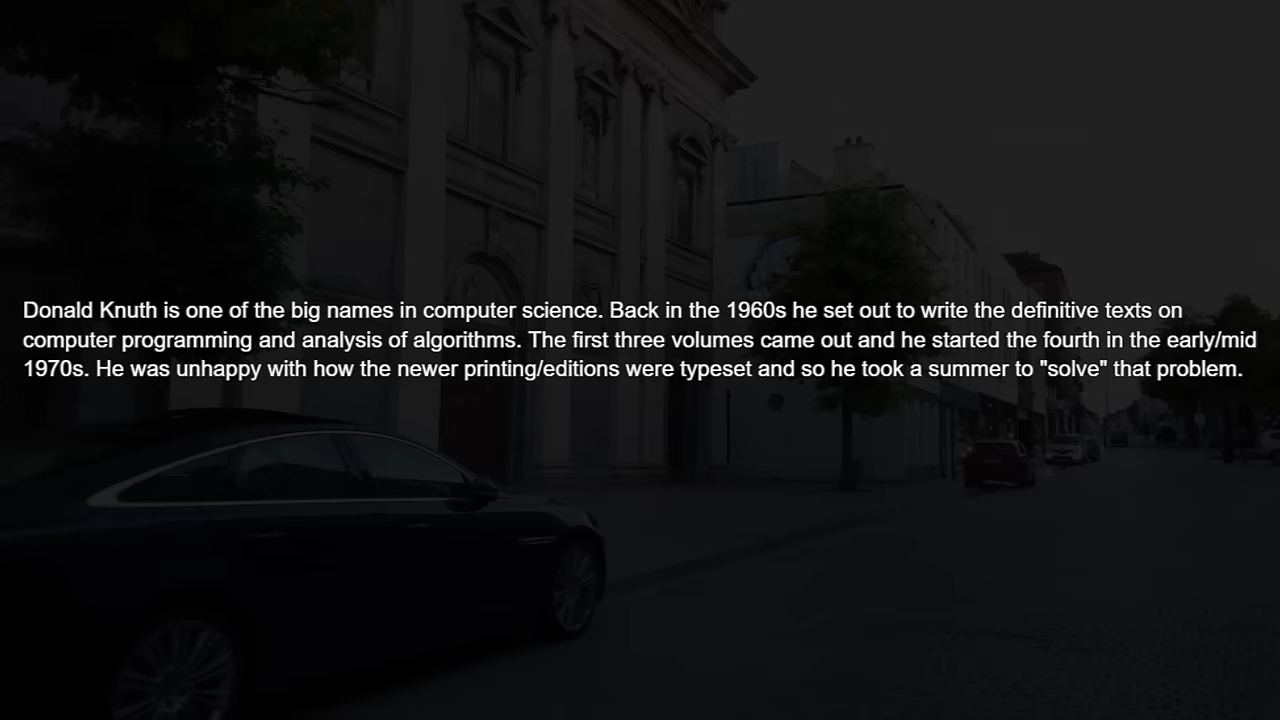 Donald Knuth is one of the big names in computer science. Back in the 1960s he set out to write the definitive texts on
computer programming and analysis of algorithms. The first three volumes came out and he started the fourth in the early/mid
1970s. He was unhappy with how the newer printing/editions were typeset and so he took a summer to "solve" that problem.